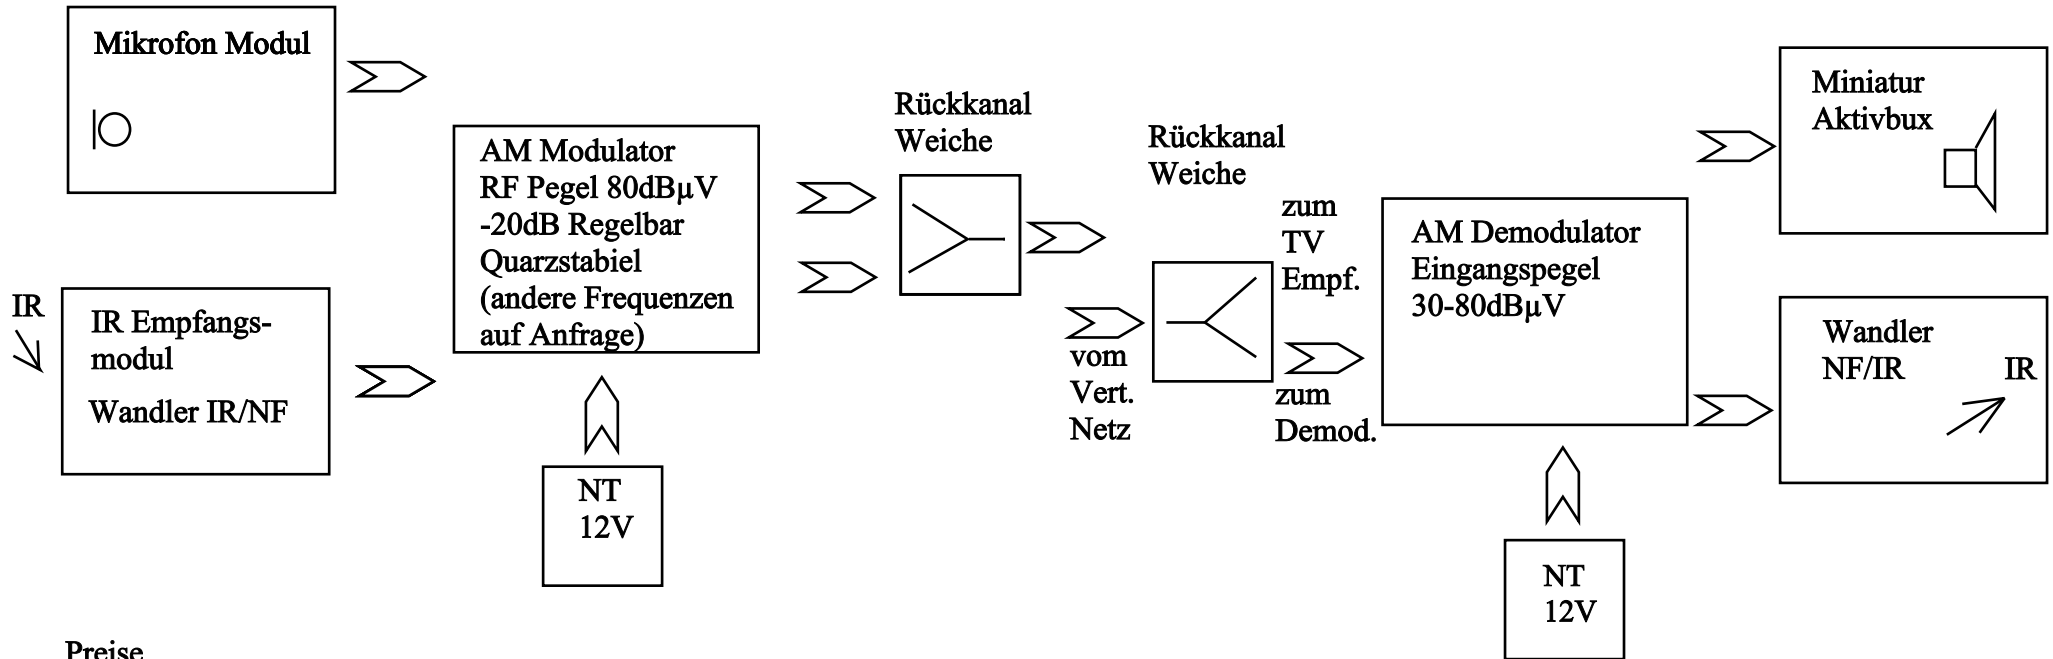 Mikrofon Modul
IR
IR Empfangs-
modul
Wandler IR/NF
AM Modulator
RF Pegel 80dBµV
-20dB Regelbar
Quarzstabiel
(andere Frequenzen
auf Anfrage)
NT
12V
Rückkanal
Weiche
Rückkanal
Weiche
vom
Vert.
Netz
zum
TV
Empf.
zum
Demod.
AM Demodulator
Eingangspegel
30-80dBµV
NT
12V
Miniatur
Aktivbux
Wandler
NF/IR
IR
Preise